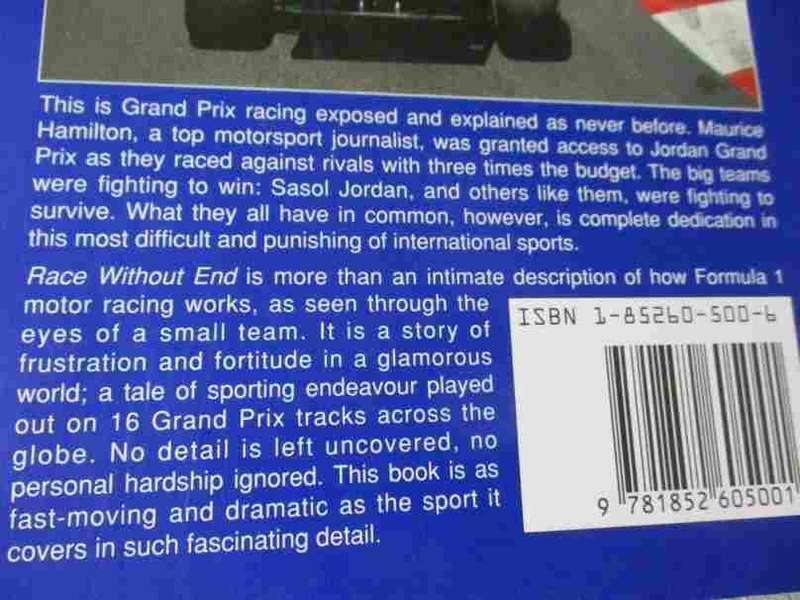 This is Grand Prix racing exposed and explained as never before. Maurice
Hamilton, a top motorsport journalist, was granted access to Jordan Grand
Prix as they raced against rivals with three times the budget. The big teams
were fighting to win: Sasol Jordan, and others like them, were fighting to
survive. What they all have in common, however, is complete dedication in
this most difficult and punishing of international sports.
Race Without End is more than an intimate description of how Formula 1
motor racing works, as seen through the
eyes of a small team. It is a story of
frustration and fortitude in a glamorous
world; a tale of sporting endeavour played
out on 16 Grand Prix tracks across the
globe. No detail is left uncovered, no
personal hardship ignored. This book is as
fast-moving and dramatic as the sport it
covers in such fascinating detail.
ISBN 1-85260-500-6
9 781852 605001